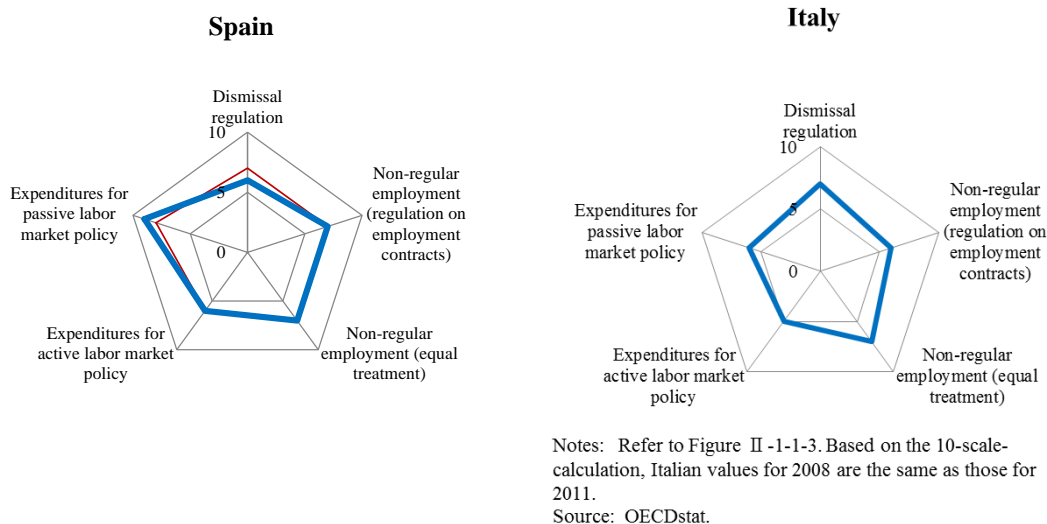 Spain
Dismissal
regulation
10
5
0
Non-regular
employment
(regulation on
employment
contracts)
Expenditures for
passive labor
market policy
Expenditures for
active labor market
policy
Non-regular
employment (equal
treatment)
Italy
Dismissal
regulation
10
5
0
Non-regular
employment
(regulation on
employment
contracts)
Expenditures for
passive labor
market policy
Expenditures for
active labor market
policy
Non-regular
employment (equal
treatment)
Notes: Refer to Figure Ⅱ-1-1-3. Based on the 10-scale-
calculation, Italian values for 2008 are the same as those for
2011.
Source: OECDstat.